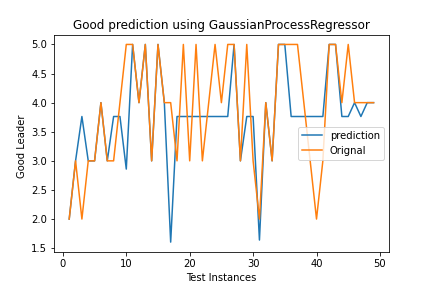 Good prediction using GaussianProcessRegressor
5.0
4.5
4.0
3.5
3.0
2.5
2.0
1.5
Good Leader
prediction
Orignal
0 10 20 30 40 50
Test Instances